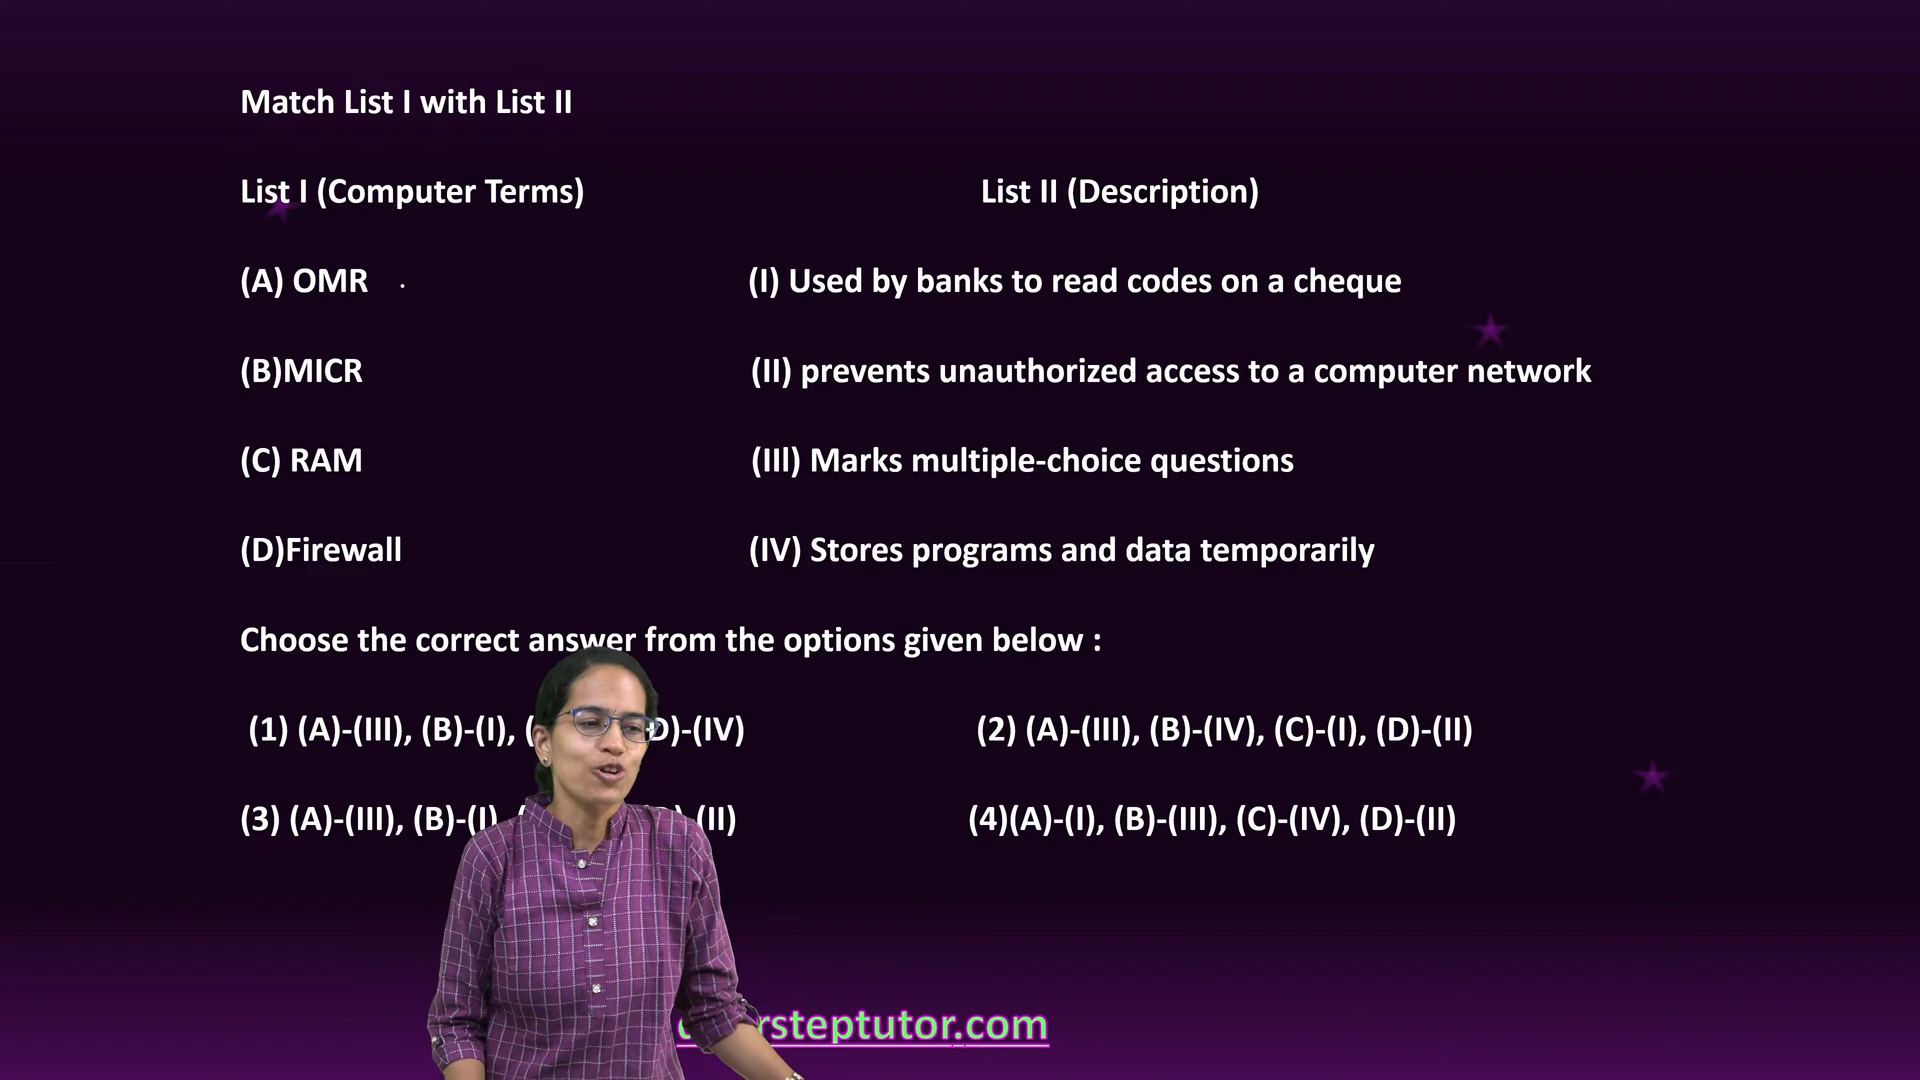 Match List I with List II
List I (Computer Terms) List II (Description)
(A) OMR (I) Used by banks to read codes on a cheque
(B)MICR (II) prevents unauthorized access to a computer network
(C) RAM (III) Marks multiple-choice questions
(D)Firewall (IV) Stores programs and data temporarily
Choose the correct answer from the options given below :
(1) (A)-(III), (B)-(I), D)-(IV) (2) (A)-(III), (B)-(IV), (C)-(I), (D)-(II)
(3) (A)-(III), (B)-(I), -(II) (4)(A)-(I), (B)-(III), (C)-(IV), (D)-(II)
rsteptutor.com